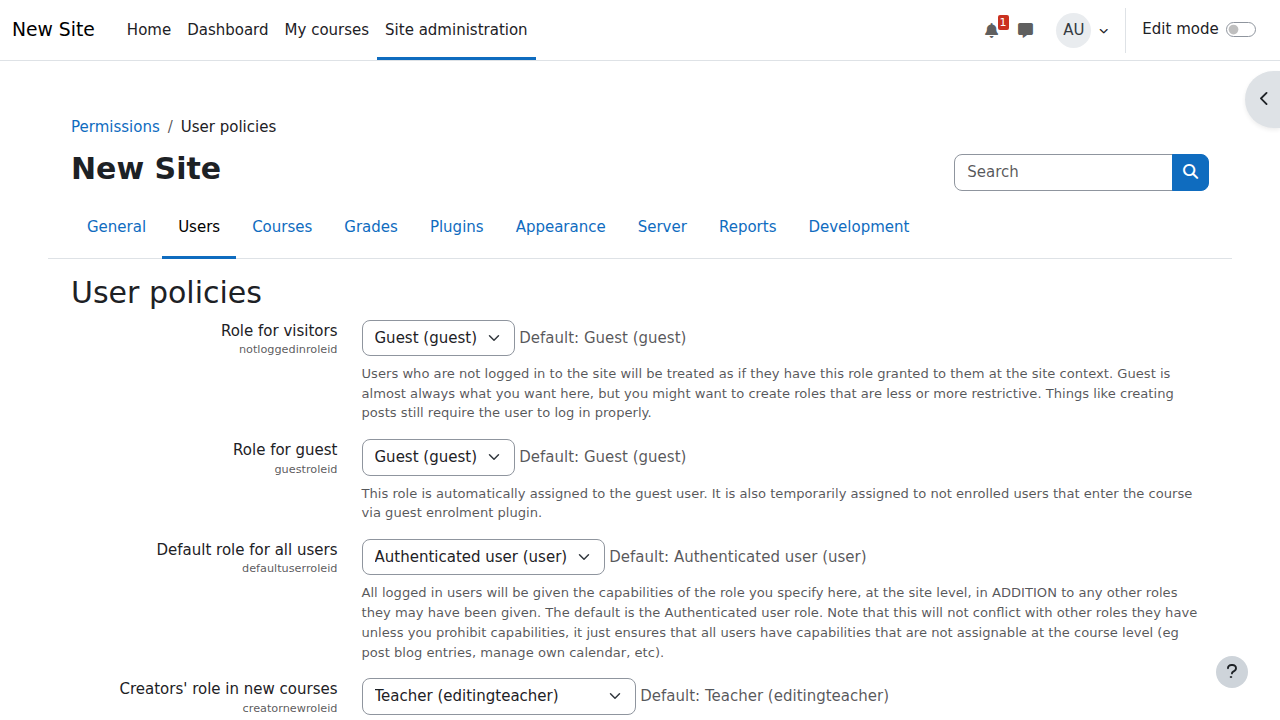 New Site
Home
Dashboard
My courses
Site administration
1
AU
Edit mode
Permissions / User policies
New Site
Search
General
Users
Courses
Grades
Plugins
Appearance
Server
Reports
Development
User policies
Role for visitors
notloggedinroleid
Guest (guest)
Default: Guest (guest)
Users who are not logged in to the site will be treated as if they have this role granted to them at the site context. Guest is
almost always what you want here, but you might want to create roles that are less or more restrictive. Things like creating
posts still require the user to log in properly.
Role for guest
guestroleid
Guest (guest)
Default: Guest (guest)
This role is automatically assigned to the guest user. It is also temporarily assigned to not enrolled users that enter the course
via guest enrolment plugin.
Default role for all users
defaultuserroleid
Authenticated user (user)
Default: Authenticated user (user)
All logged in users will be given the capabilities of the role you specify here, at the site level, in ADDITION to any other roles
they may have been given. The default is the Authenticated user role. Note that this will not conflict with other roles they have
unless you prohibit capabilities, it just ensures that all users have capabilities that are not assignable at the course level (eg
post blog entries, manage own calendar, etc).
Creators' role in new courses
creatornewroleid
Teacher (editingteacher)
Default: Teacher (editingteacher)
?